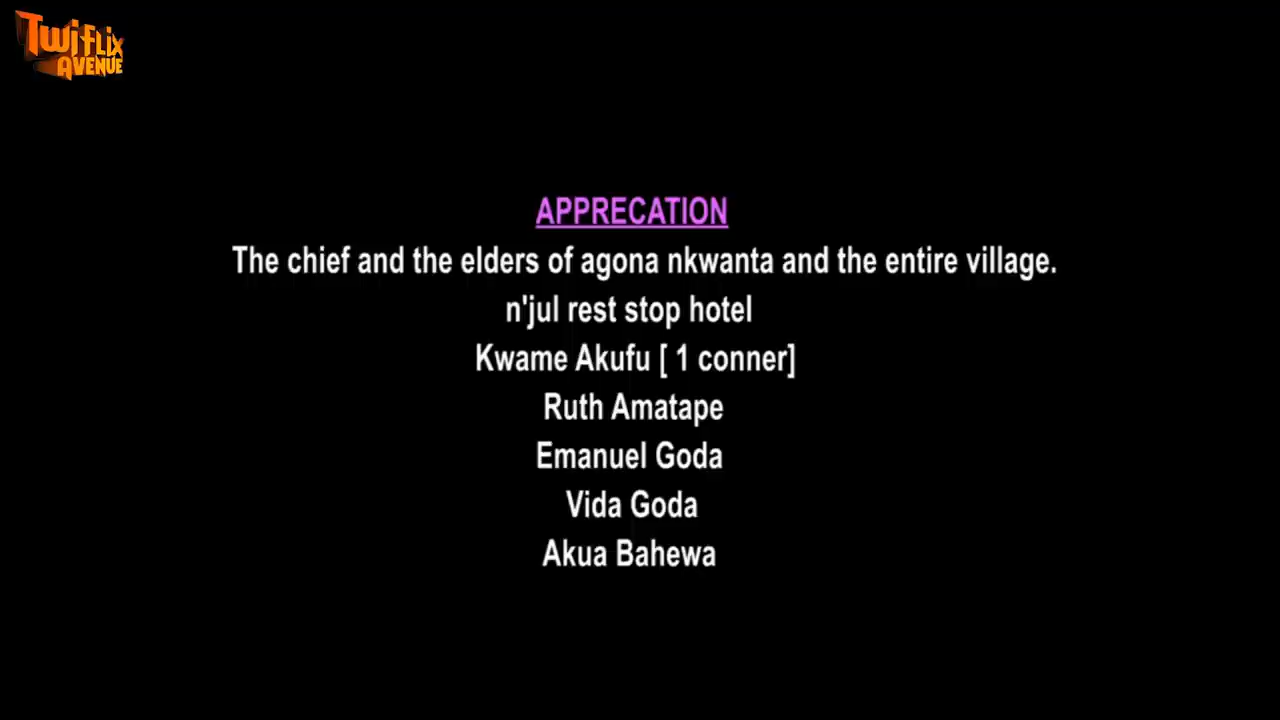 TwiFlix
AVENUE
APPRECATION
The chief and the elders of agona nkwanta and the entire village.
n'jul rest stop hotel
Kwame Akufu [ 1 conner]
Ruth Amatape
Emanuel Goda
Vida Goda
Akua Bahewa